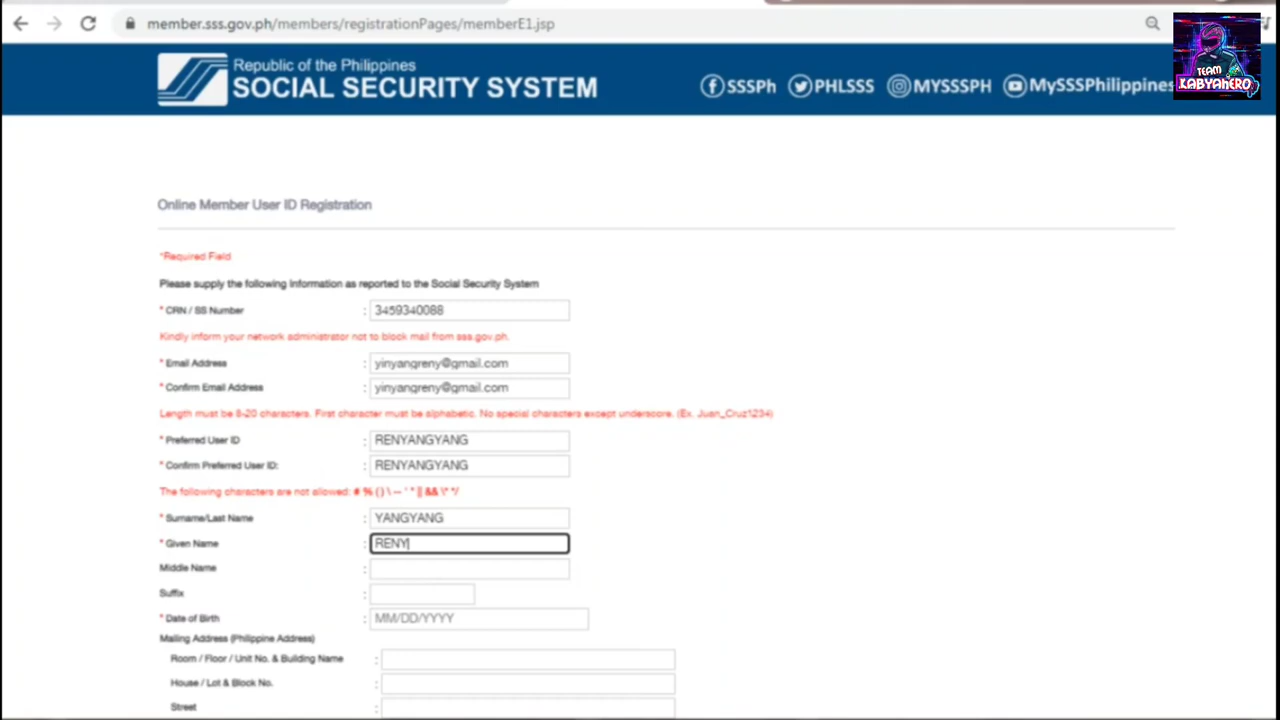 member.sss.gov.ph/members/registrationPages/memberE1.jsp
Republic of the Philippines
SOCIAL SECURITY SYSTEM
SSSPh PHLSSS MYSSSPH MySSSPhilippines
TEAM
KABYAHERO
Online Member User ID Registration
*Required Field
Please supply the following information as reported to the Social Security System
* CRN / SS Number : 3459340088
Kindly inform your network administrator not to block mail from sss.gov.ph.
* Email Address : yinyangreny@gmail.com
* Confirm Email Address : yinyangreny@gmail.com
Length must be 8-20 characters. First character must be alphabetic. No special characters except underscore. (Ex. Juan_Cruz1234)
* Preferred User ID : RENYANGYANG
* Confirm Preferred User ID: : RENYANGYANG
The following characters are not allowed: # % ( ) \ -- ' " || && \* */
* Surname/Last Name : YANGYANG
* Given Name : RENY
Middle Name :
Suffix :
* Date of Birth : MM/DD/YYYY
Mailing Address (Philippine Address)
Room / Floor / Unit No. & Building Name :
House / Lot & Block No. :
Street :